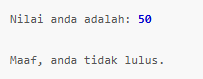 Nilai anda adalah: 50
Maaf, anda tidak lulus.